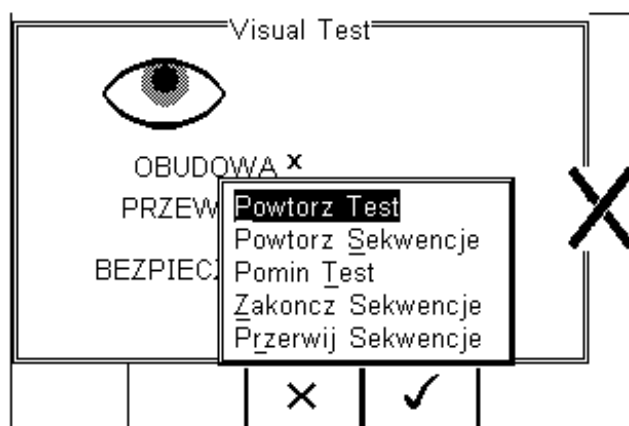 Visual Test
OBUDOWA x
PRZEW
BEZPIECZ
Powtorz Test
Powtorz Sekwencje
Pomin Test
Zakoncz Sekwencje
Przerwij Sekwencje